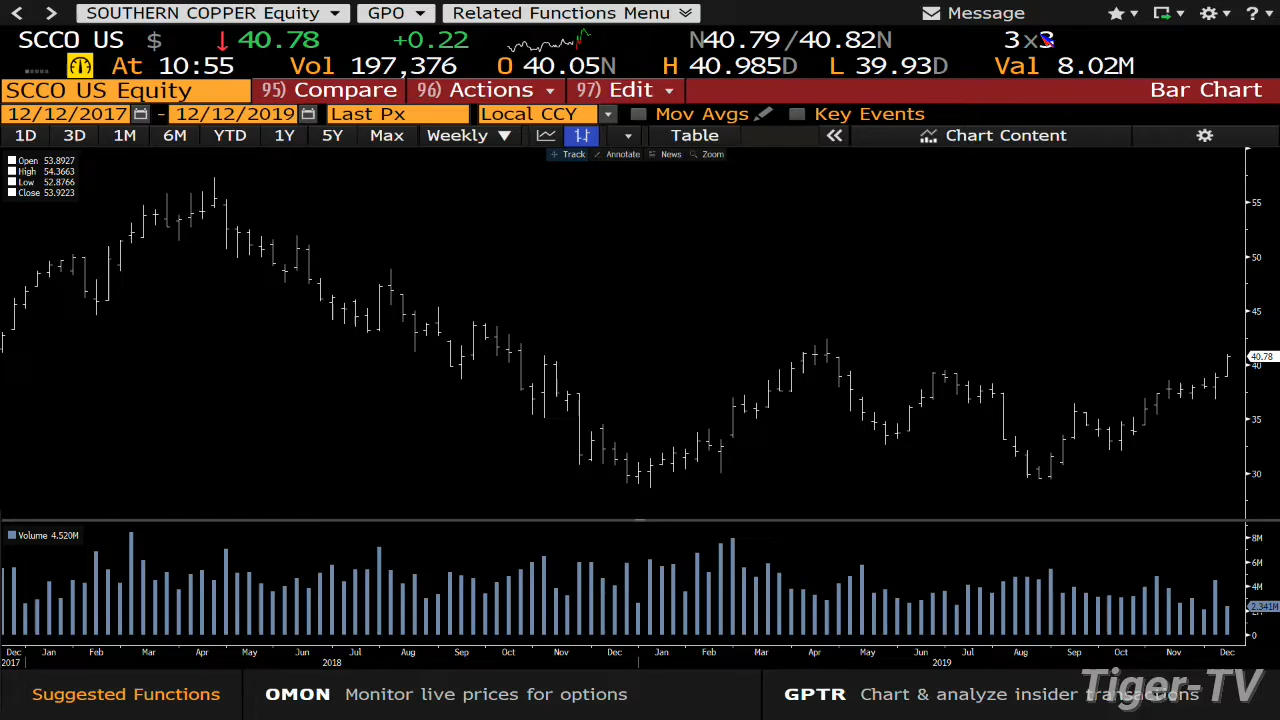 SOUTHERN COPPER Equity GPO Related Functions Menu Message ?
SCCO US $ ↓ 40.78 +0.22 N40.79 /40.82N 3×3
At 10:55 Vol 197,376 O 40.05N H 40.985D L 39.93D Val 8.02M
SCCO US Equity 95) Compare 96) Actions 97) Edit Bar Chart
12/12/2017 - 12/12/2019 Last Px Local CCY Mov Avgs Key Events
1D 3D 1M 6M YTD 1Y 5Y Max Weekly ▼ Table « Chart Content
Track Annotate News Zoom
Open 53.8927
High 54.3663
Low 52.8766
Close 53.9223
55
50
45
40.78
40
35
30
Volume 4.520M
8M
6M
4M
2.341M
0
Dec Jan Feb Mar Apr May Jun Jul Aug Sep Oct Nov Dec Jan Feb Mar Apr May Jun Jul Aug Sep Oct Nov Dec
2017 2018 2019
Suggested Functions OMON Monitor live prices for options GPTR Chart & analyze insider transactions
Tiger-TV